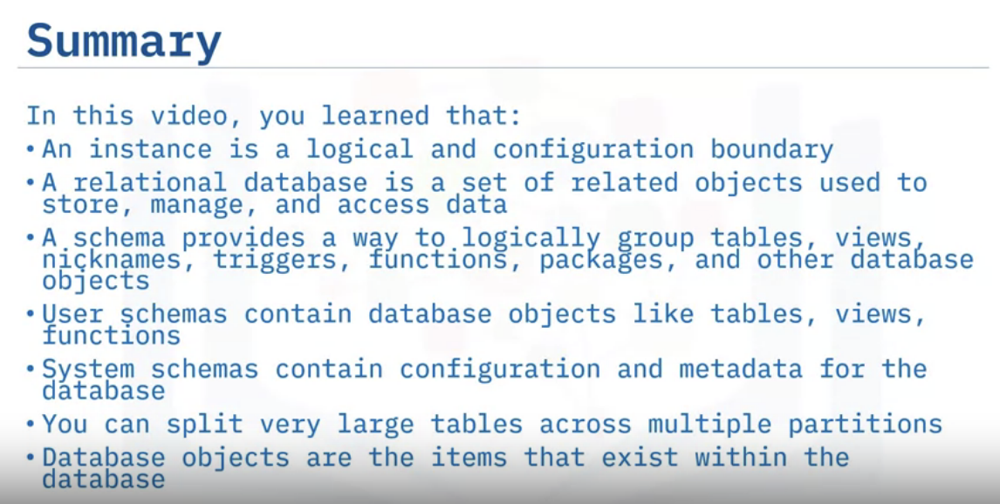 Summary
In this video, you learned that:
• An instance is a logical and configuration boundary
• A relational database is a set of related objects used to
store, manage, and access data
• A schema provides a way to logically group tables, views,
nicknames, triggers, functions, packages, and other database
objects
• User schemas contain database objects like tables, views,
functions
• System schemas contain configuration and metadata for the
database
• You can split very large tables across multiple partitions
• Database objects are the items that exist within the
database